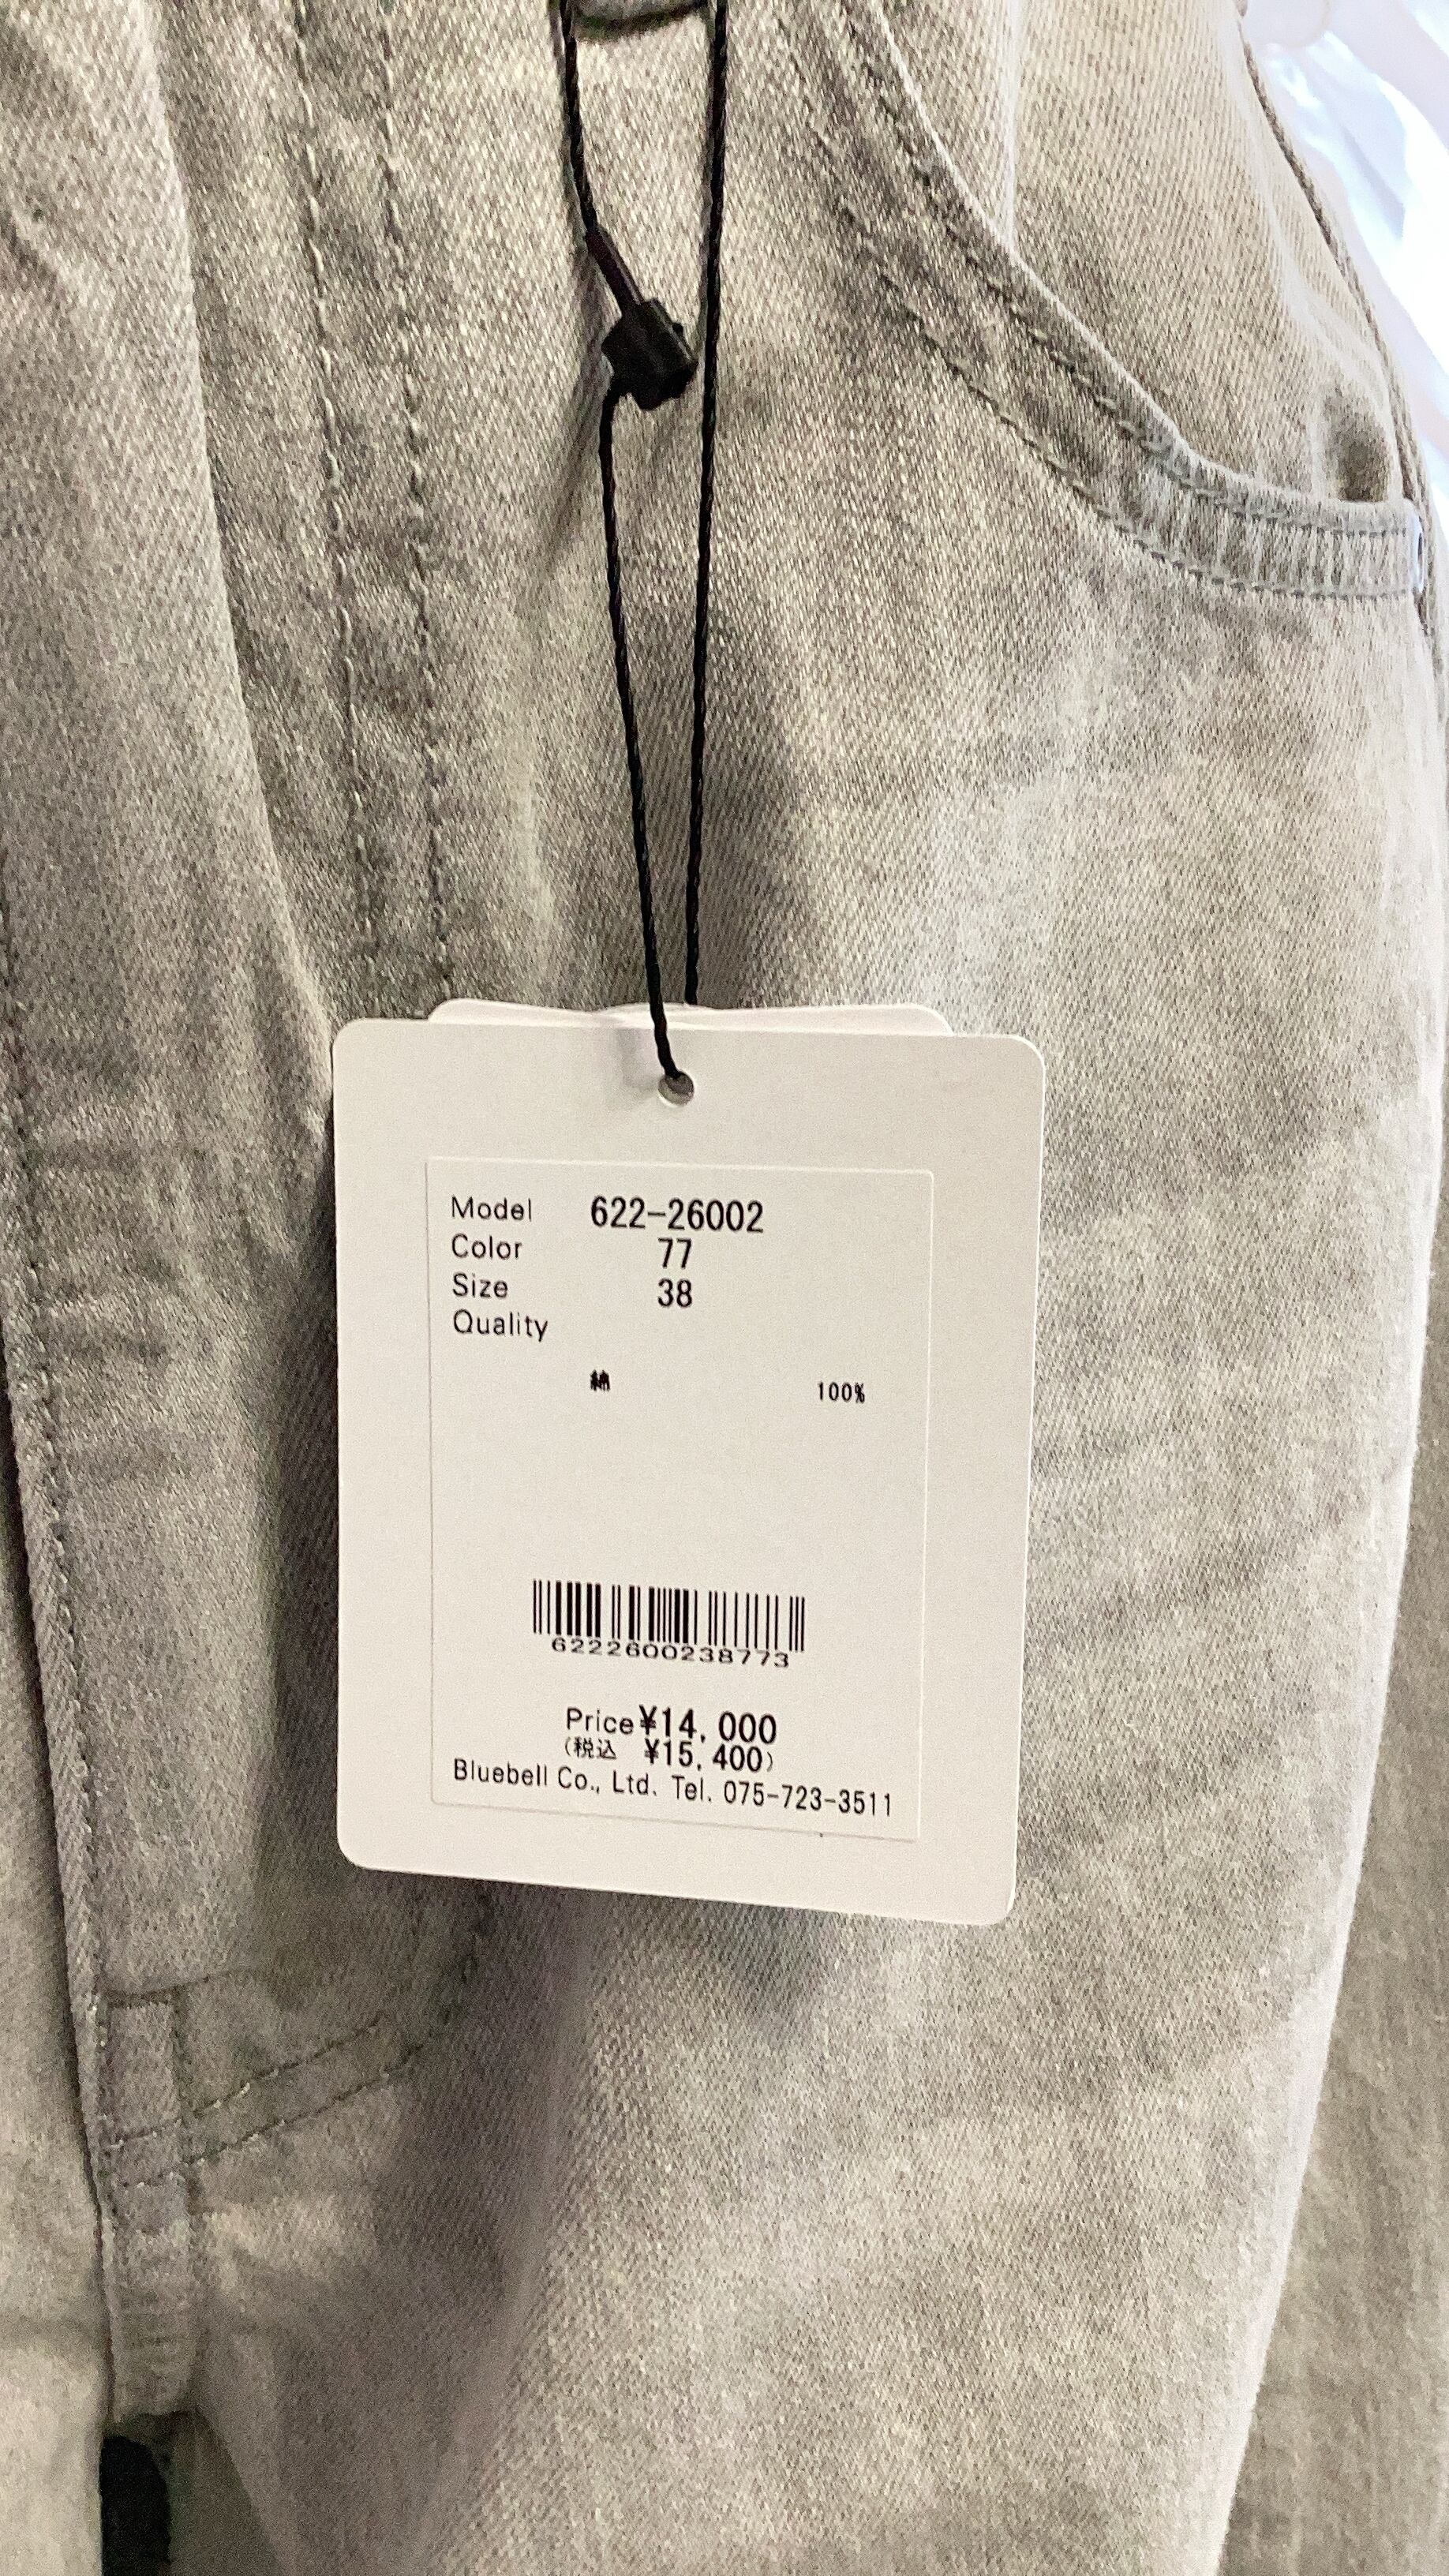 Model 622-26002
Color 77
Size 38
Quality
綿 100%
6222600238773
Price ¥14,000
(税込 ¥15,400)
Bluebell Co., Ltd. Tel. 075-723-3511